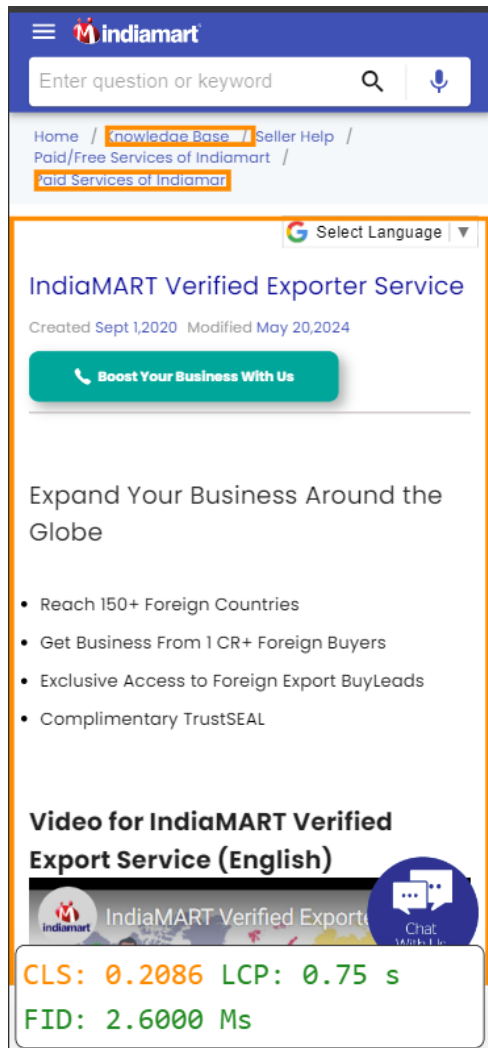 indiamart
Enter question or keyword
Home / Knowledge Base / Seller Help /
Paid/Free Services of Indiamart /
Paid Services of Indiamar
Select Language ▼
IndiaMART Verified Exporter Service
Created Sept 1,2020 Modified May 20,2024
Boost Your Business With Us
Expand Your Business Around the
Globe
• Reach 150+ Foreign Countries
• Get Business From 1 CR+ Foreign Buyers
• Exclusive Access to Foreign Export BuyLeads
• Complimentary TrustSEAL
Video for IndiaMART Verified
Export Service (English)
indiamart
IndiaMART Verified Exporte
Chat
With Us
CLS: 0.2086 LCP: 0.75 s
FID: 2.6000 Ms